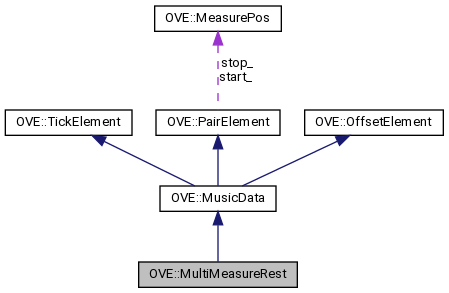 OVE::MeasurePos
stop_
start_
OVE::TickElement
OVE::PairElement
OVE::OffsetElement
OVE::MusicData
OVE::MultiMeasureRest